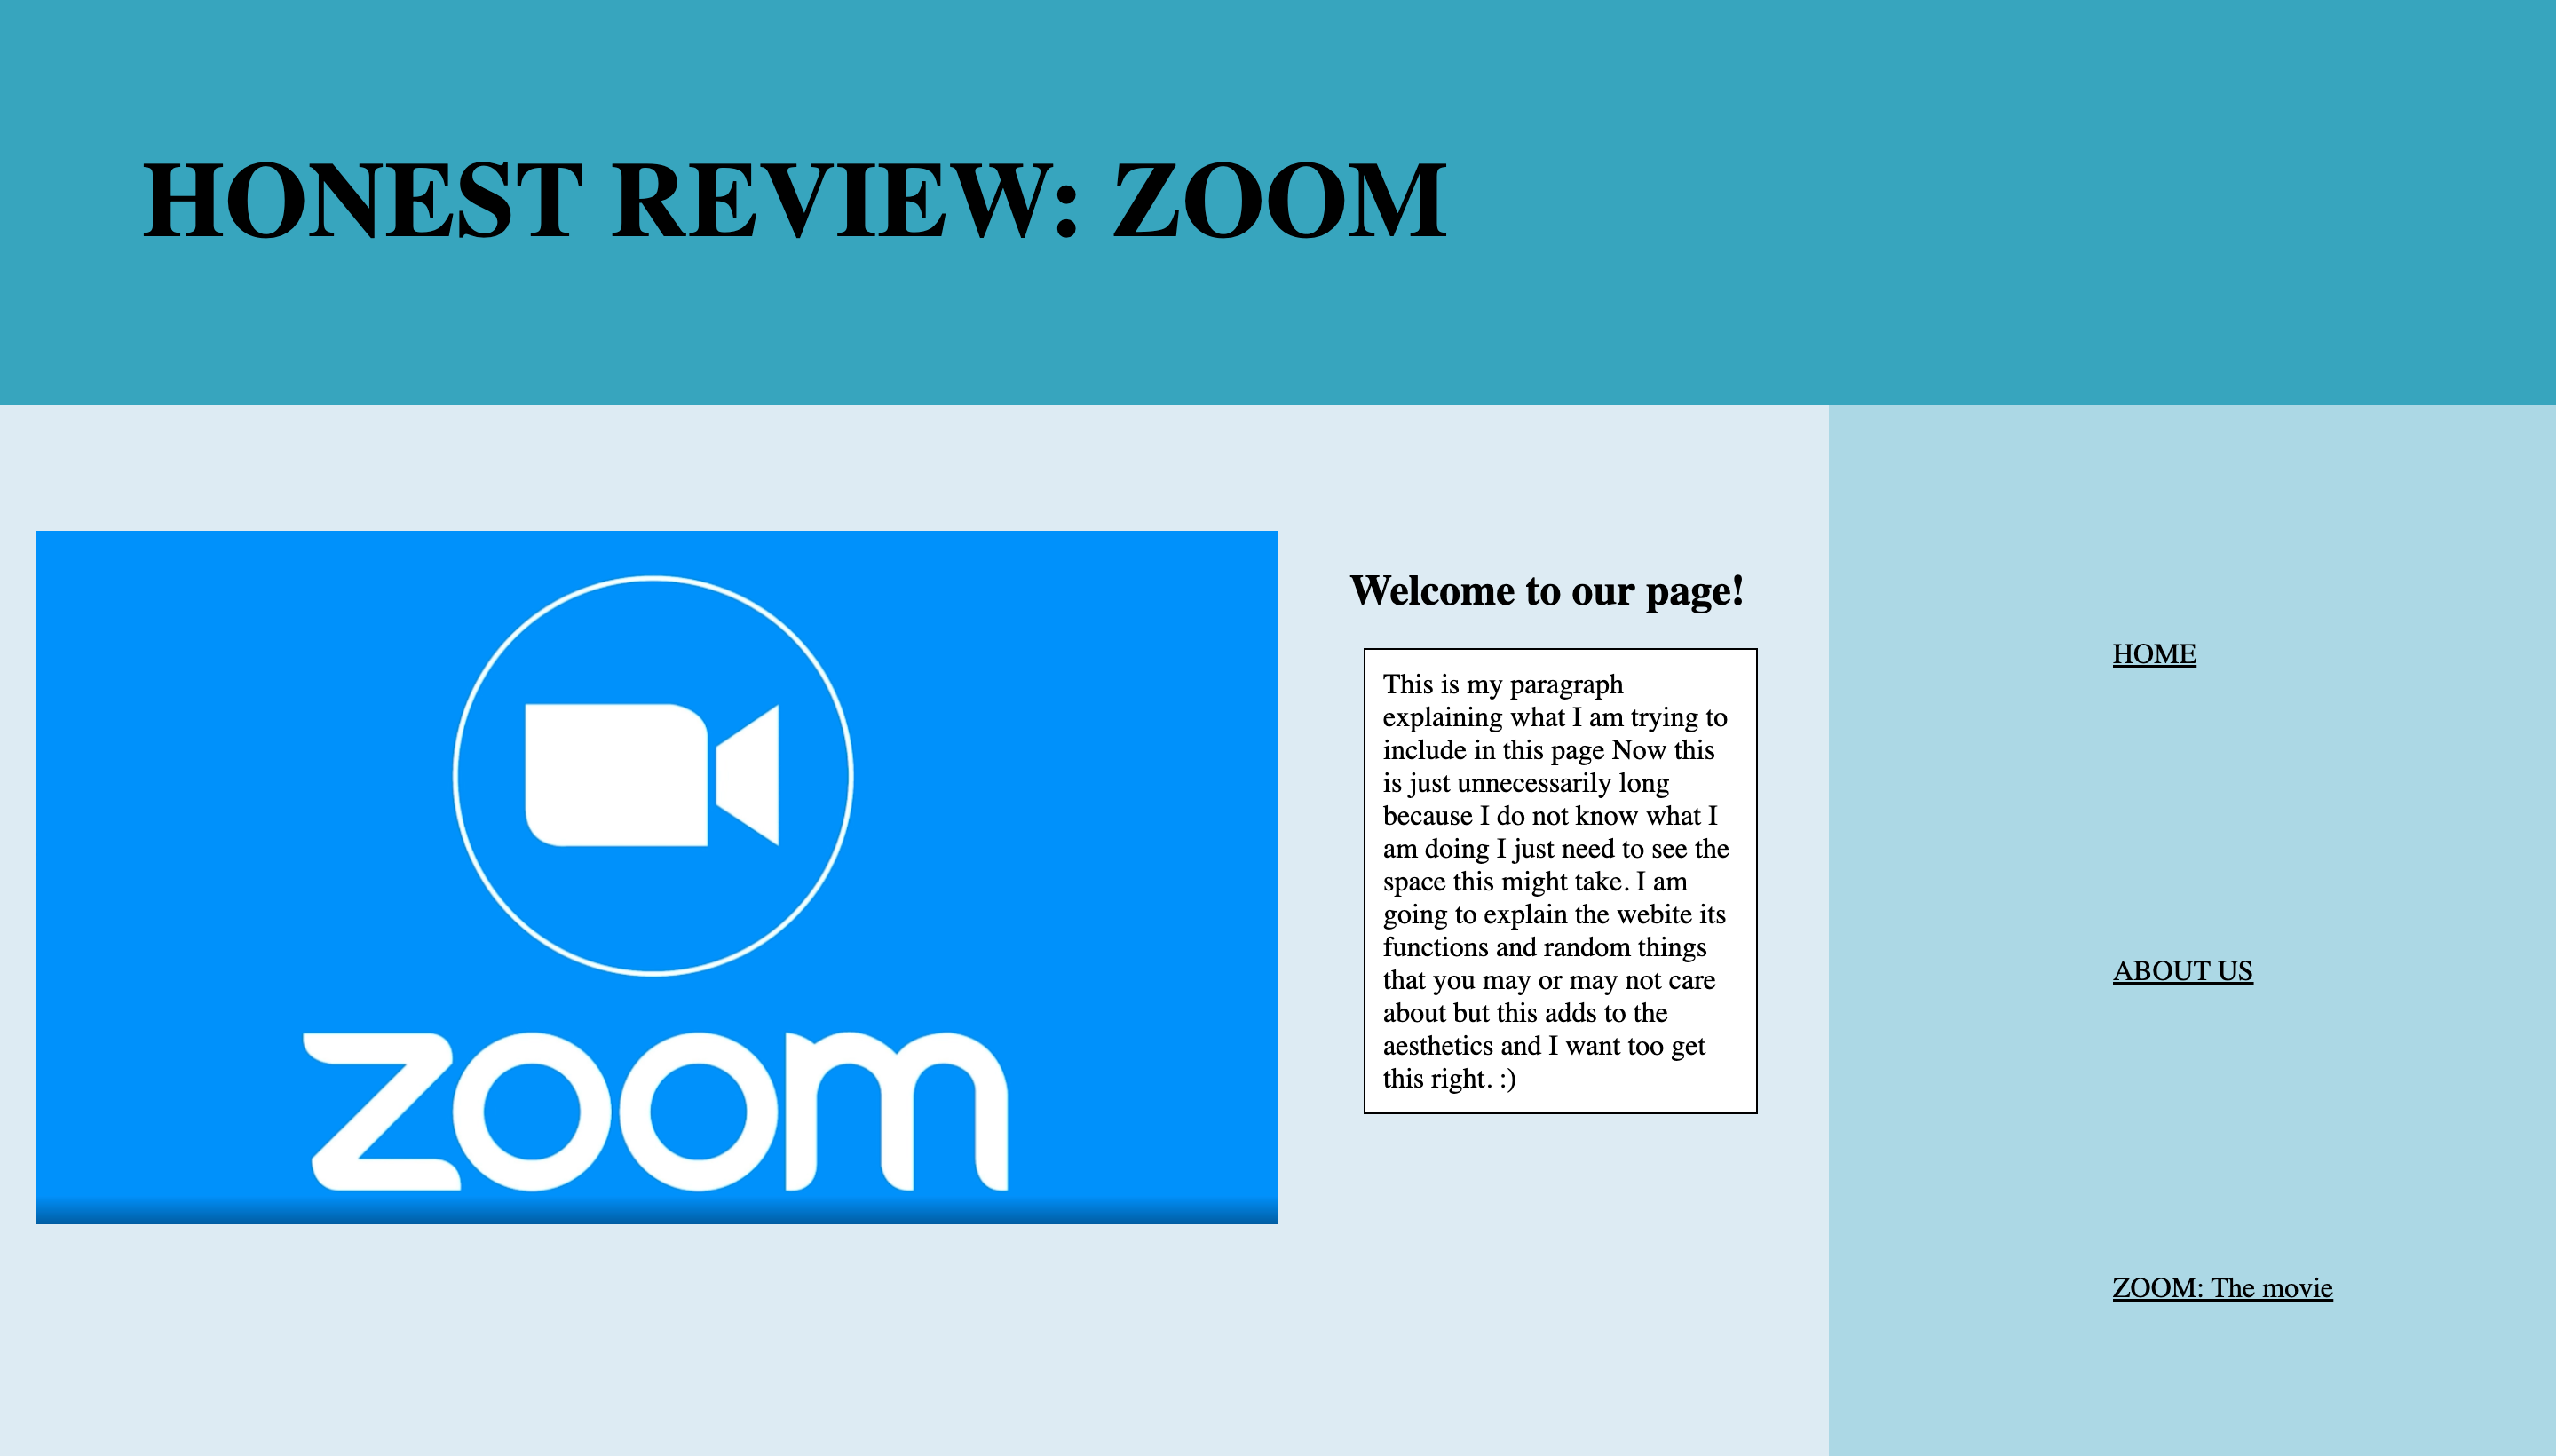 HONEST REVIEW: ZOOM
zoom
Welcome to our page!
This is my paragraph
explaining what I am trying to
include in this page Now this
is just unnecessarily long
because I do not know what I
am doing I just need to see the
space this might take. I am
going to explain the webite its
functions and random things
that you may or may not care
about but this adds to the
aesthetics and I want too get
this right. :)
HOME
ABOUT US
ZOOM: The movie